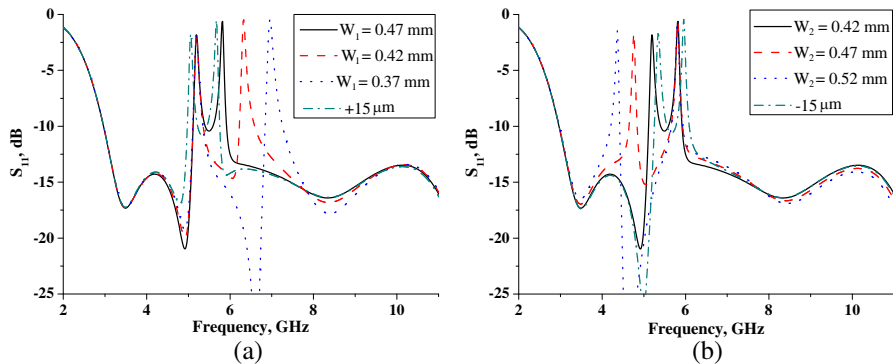 0
-5
-10
-15
-20
-25
S₁₁, dB
2
4
6
8
10
Frequency, GHz
W₁ = 0.47 mm
W₁ = 0.42 mm
W₁ = 0.37 mm
+15 μm
(a)
0
-5
-10
-15
-20
-25
S₁₁, dB
2
4
6
8
10
Frequency, GHz
W₂ = 0.42 mm
W₂ = 0.47 mm
W₂ = 0.52 mm
-15 μm
(b)